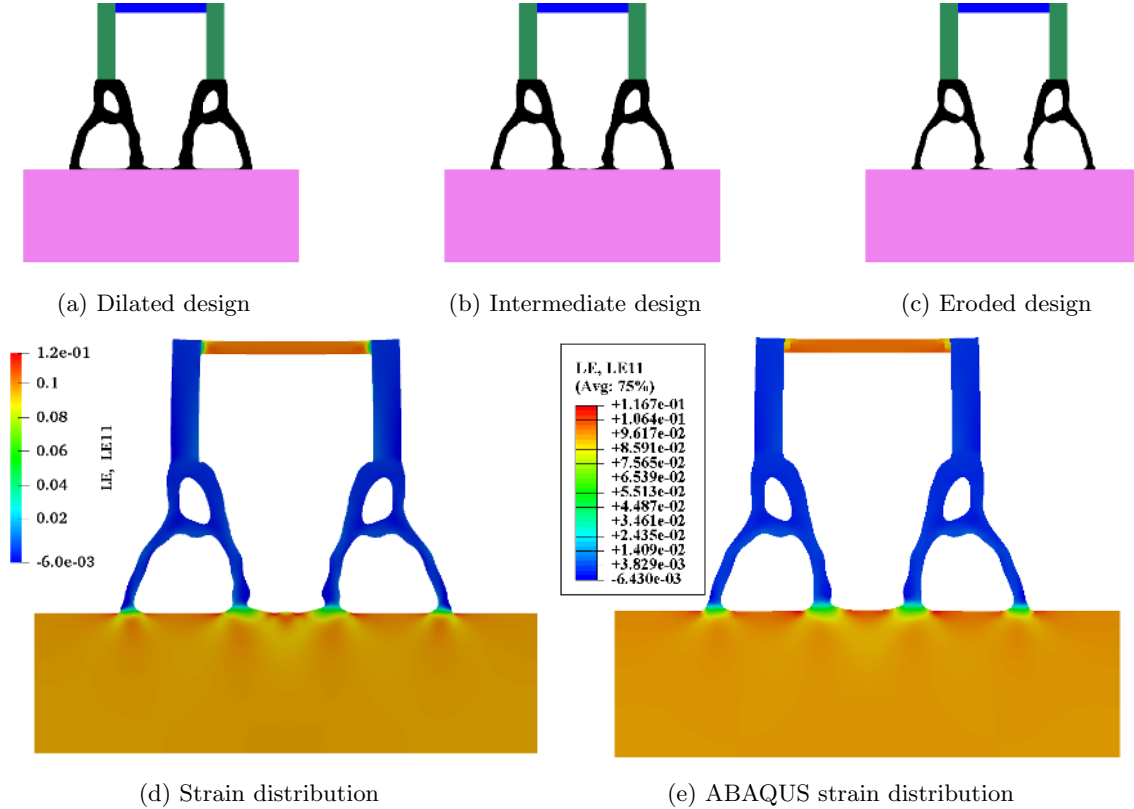 (a) Dilated design
(b) Intermediate design
(c) Eroded design
1.2e-01
0.1
0.08
0.06
0.04
0.02
-6.0e-03
LE, LE11
LE, LE11
(Avg: 75%)
+1.167e-01
+1.064e-01
+9.617e-02
+8.591e-02
+7.565e-02
+6.539e-02
+5.513e-02
+4.487e-02
+3.461e-02
+2.435e-02
+1.409e-02
+3.829e-03
-6.430e-03
(d) Strain distribution
(e) ABAQUS strain distribution